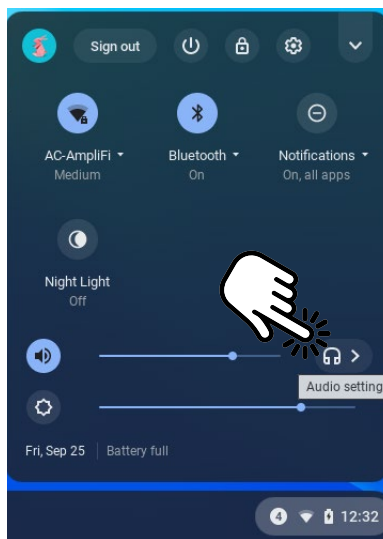 Sign out
AC-AmpliFi Bluetooth Notifications
Medium On On, all apps
Night Light
Off
Audio setting
Fri, Sep 25 Battery full
4 12:32